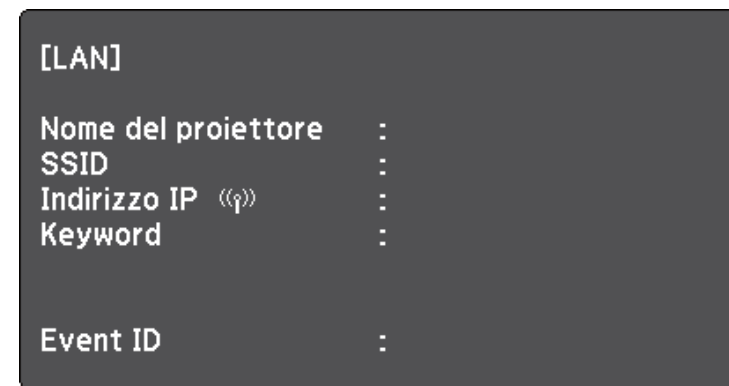 [LAN]
Nome del proiettore :
SSID :
Indirizzo IP :
Keyword :
Event ID :